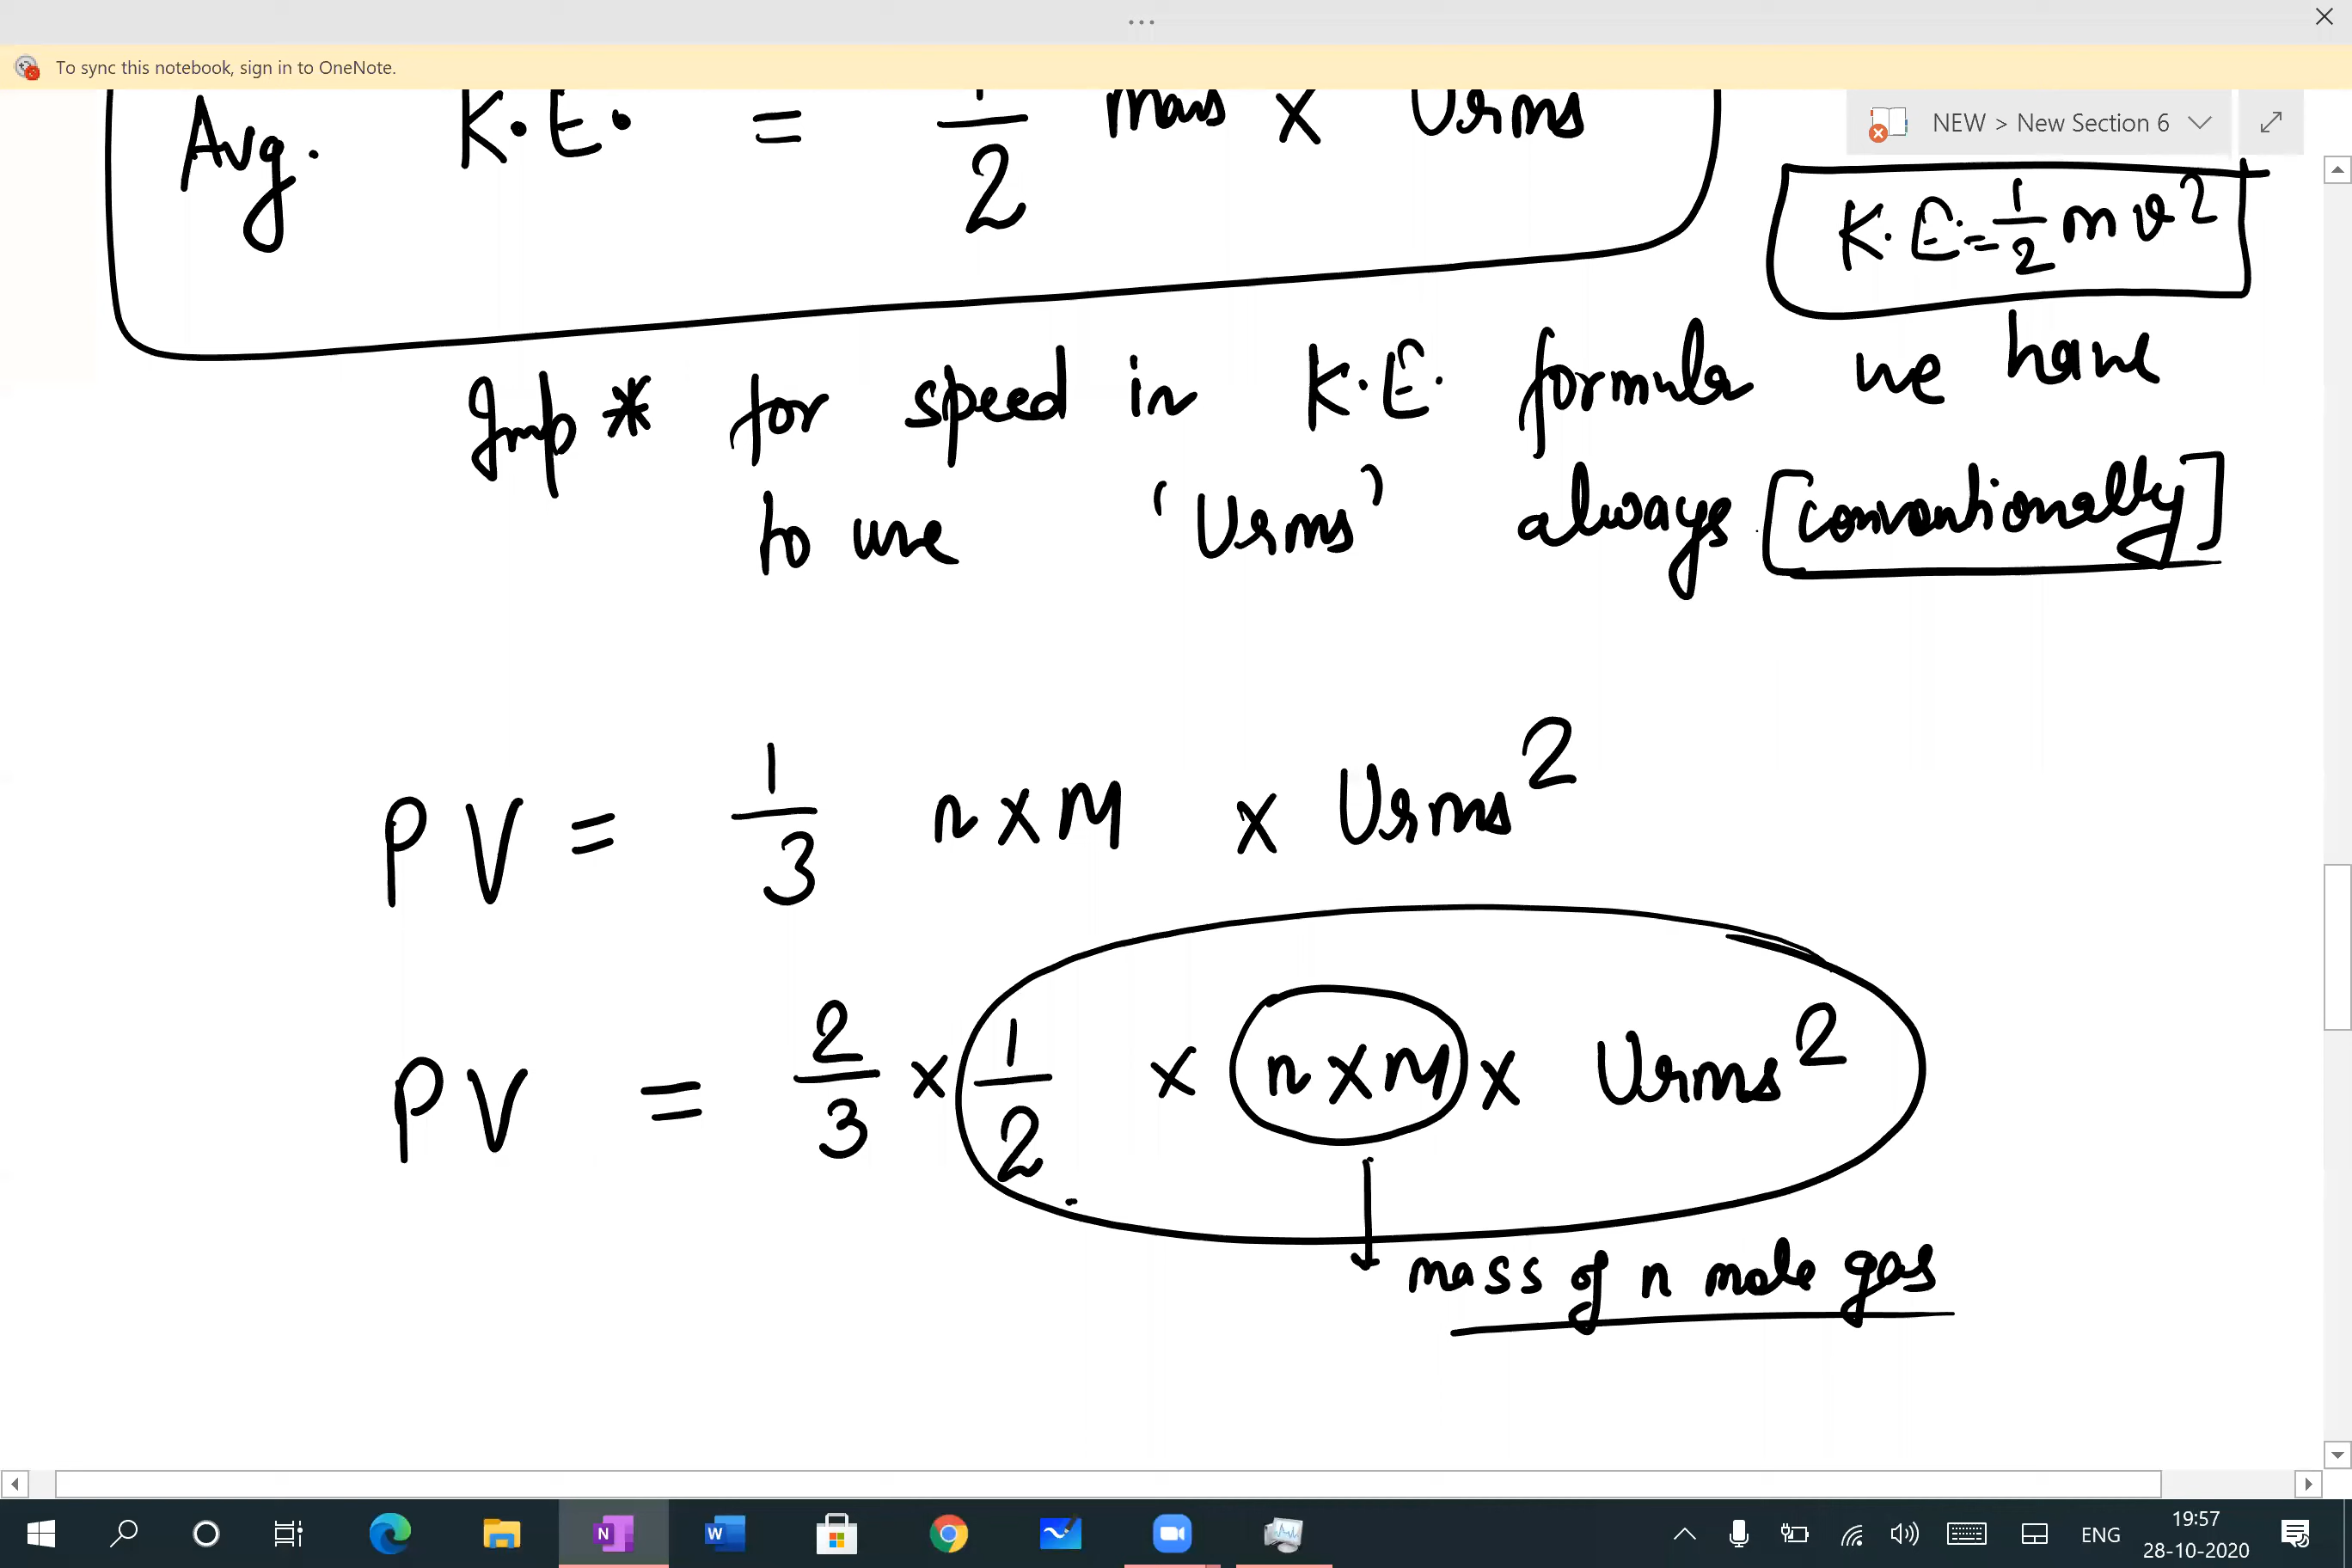 To sync this notebook, sign in to OneNote.
NEW > New Section 6
Avg. K.E. = 1/2 mass x Urms
K.E. = 1/2 mv²
Imp * for speed in K.E. formula we have
to use 'Urms' always [conventionally]
PV = 1/3 n x M x Urms²
PV = 2/3 x 1/2 x n x M x Urms²
mass of n mole gas
ENG
19:57
28-10-2020